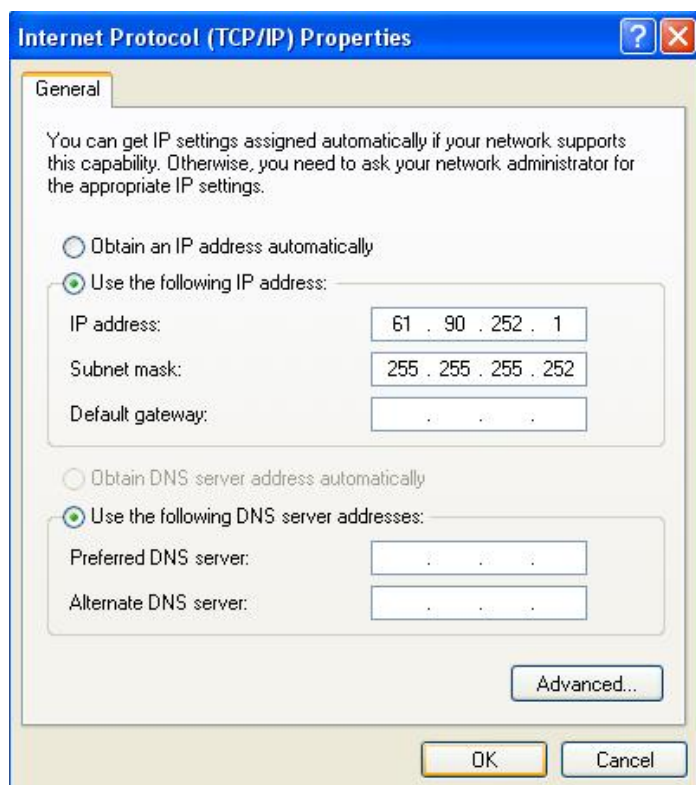 Internet Protocol (TCP/IP) Properties
General
You can get IP settings assigned automatically if your network supports
this capability. Otherwise, you need to ask your network administrator for
the appropriate IP settings.
Obtain an IP address automatically
Use the following IP address:
IP address: 61 . 90 . 252 . 1
Subnet mask: 255 . 255 . 255 . 252
Default gateway: . . .
Obtain DNS server address automatically
Use the following DNS server addresses:
Preferred DNS server: . . .
Alternate DNS server: . . .
Advanced...
OK Cancel